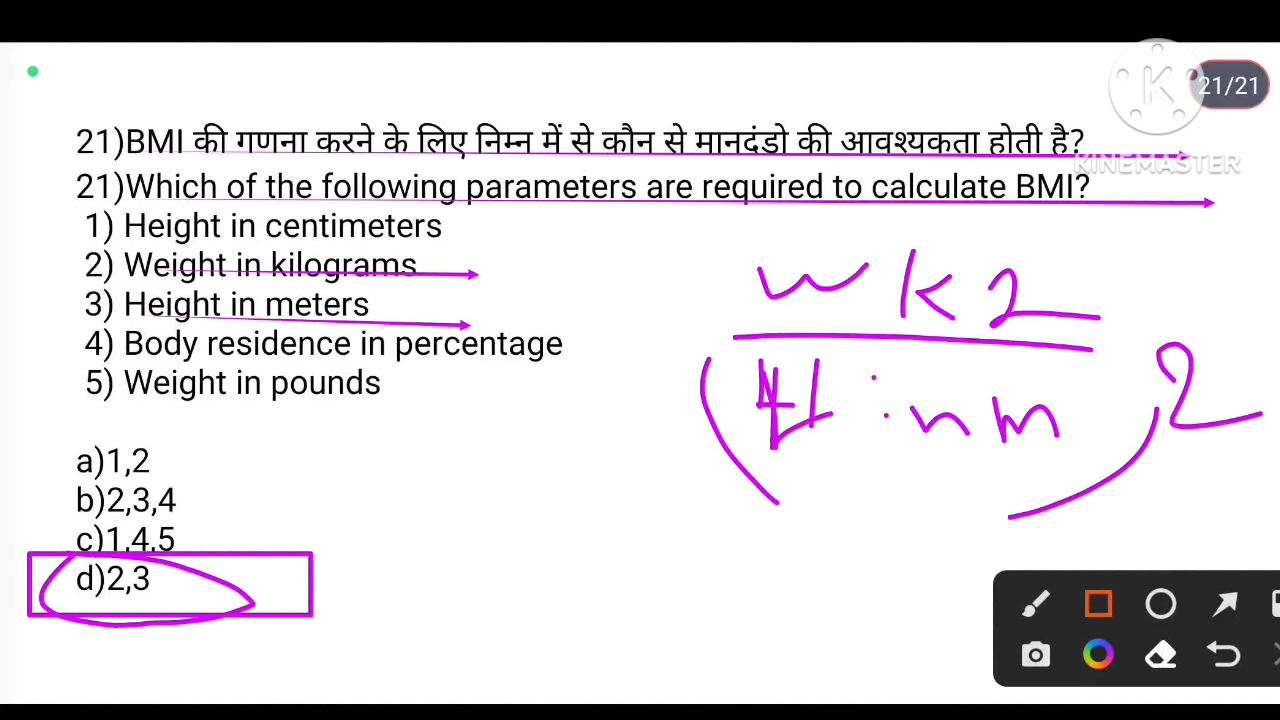 21/21
KINEMASTER
21)BMI की गणना करने के लिए निम्न में से कौन से मानदंडो की आवश्यकता होती है?
21)Which of the following parameters are required to calculate BMI?
1) Height in centimeters
2) Weight in kilograms
3) Height in meters
4) Body residence in percentage
5) Weight in pounds
w k2
(H in m)2
a)1,2
b)2,3,4
c)1,4,5
d)2,3